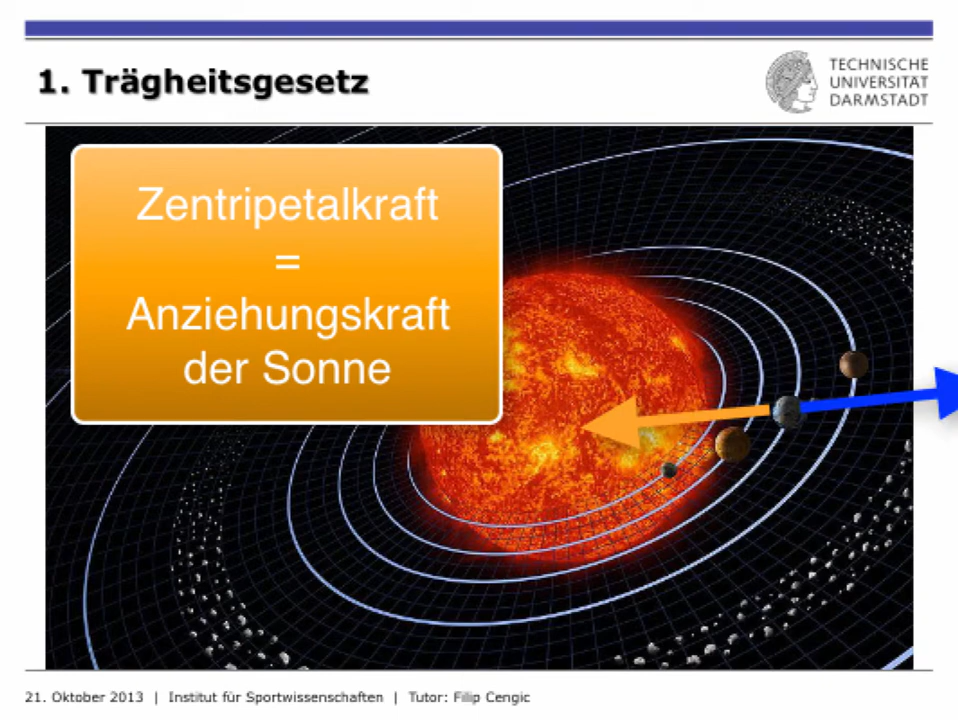 1. Trägheitsgesetz
TECHNISCHE
UNIVERSITÄT
DARMSTADT
Zentripetalkraft
=
Anziehungskraft
der Sonne
21. Oktober 2013 | Institut für Sportwissenschaften | Tutor: Filip Cengic